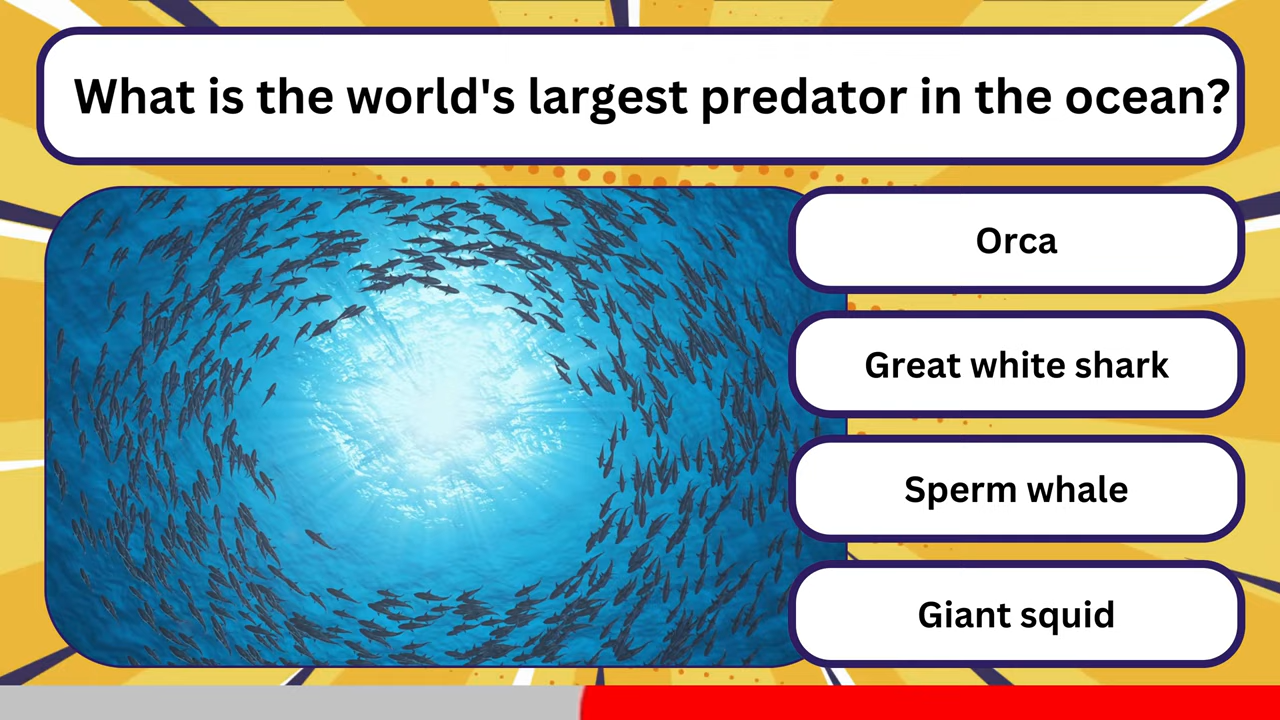 What is the world's largest predator in the ocean?
Orca
Great white shark
Sperm whale
Giant squid